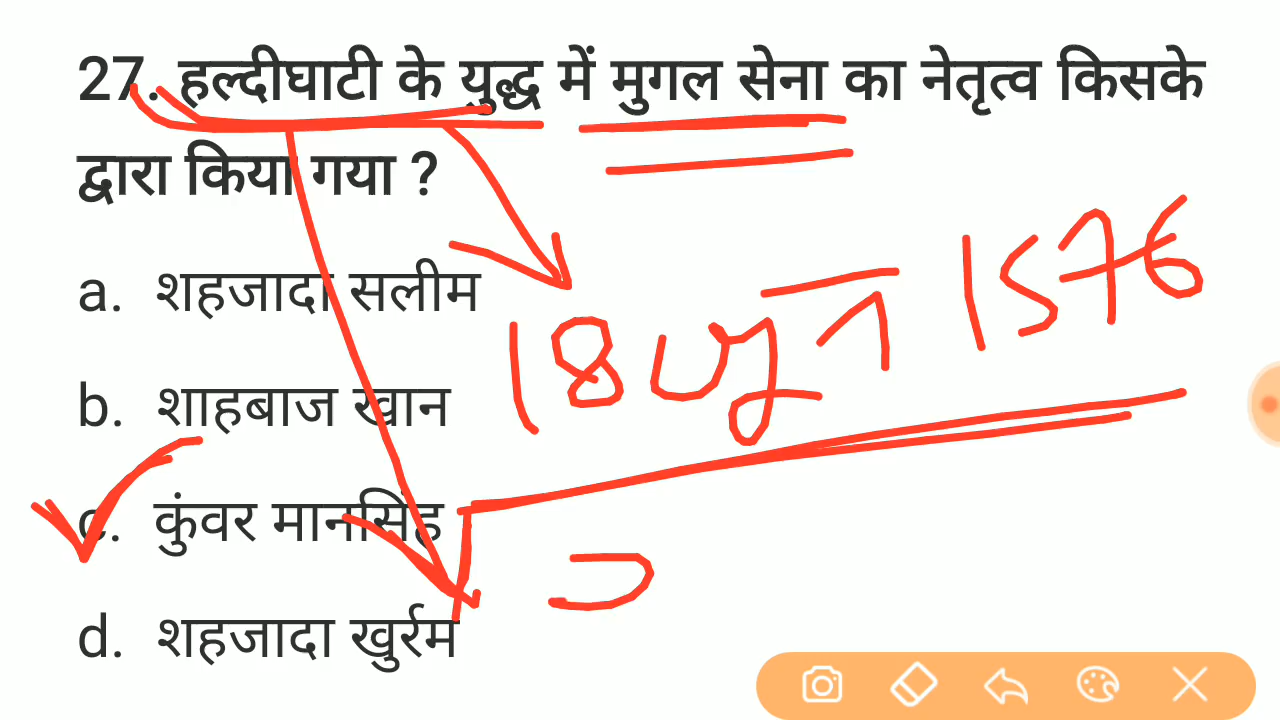 27. हल्दीघाटी के युद्ध में मुगल सेना का नेतृत्व किसके
द्वारा किया गया ?
a. शहजादा सलीम
18 जून 1576
b. शाहबाज खान
c. कुंवर मानसिंह
d. शहजादा खुर्रम